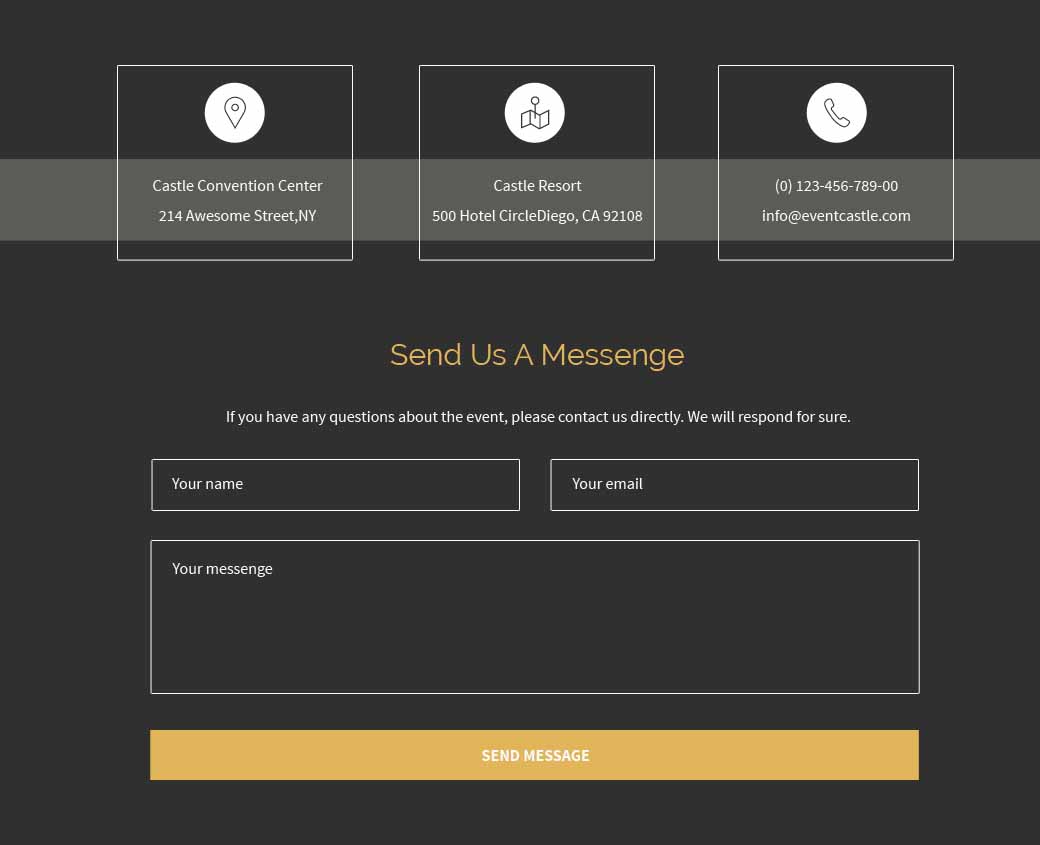 Castle Convention Center
214 Awesome Street,NY
Castle Resort
500 Hotel CircleDiego, CA 92108
(0) 123-456-789-00
info@eventcastle.com
Send Us A Messenge
If you have any questions about the event, please contact us directly. We will respond for sure.
Your name
Your email
Your messenge
SEND MESSAGE